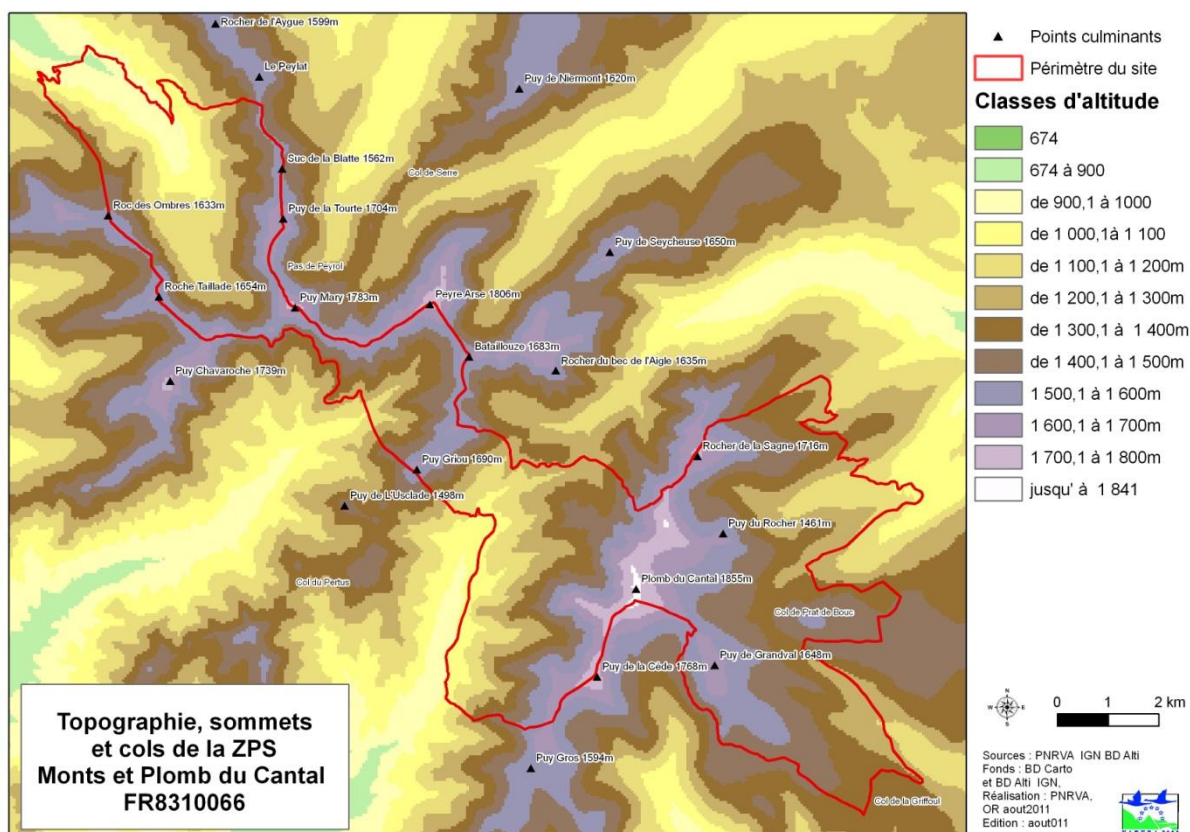 Rocher de l'Aygue 1599m
Le Peylat
Puy de Niermont 1620m
Suc de la Blatte 1562m
Col de Serre
Roc des Ombres 1633m
Puy de la Tourte 1704m
Puy de Seycheuse 1650m
Pas de Peyrol
Roche Taillade 1654m
Puy Mary 1783m
Peyre Arse 1806m
Bataillouze 1683m
Rocher du bec de l'Aigle 1635m
Puy Chavaroche 1739m
Rocher de la Sagne 1716m
Puy Griou 1690m
Puy de L'Usclade 1498m
Puy du Rocher 1461m
Col du Pertus
Plomb du Cantal 1855m
Col de Prat de Bouc
Puy de Grandval 1648m
Puy de la Cède 1768m
Puy Gros 1594m
Col de la Griffoul
Topographie, sommets
et cols de la ZPS
Monts et Plomb du Cantal
FR8310066
Points culminants
Périmètre du site
Classes d'altitude
674
674 à 900
de 900,1 à 1000
de 1 000,1à 1 100
de 1 100,1 à 1 200m
de 1 200,1 à 1 300m
de 1 300,1 à 1 400m
de 1 400,1 à 1 500m
1 500,1 à 1 600m
1 600,1 à 1 700m
1 700,1 à 1 800m
jusqu' à 1 841
N
W E
S
0 1 2 km
Sources : PNRVA IGN BD Alti
Fonds : BD Carto
et BD Alti IGN,
Réalisation : PNRVA,
OR aout2011
Edition : aout011